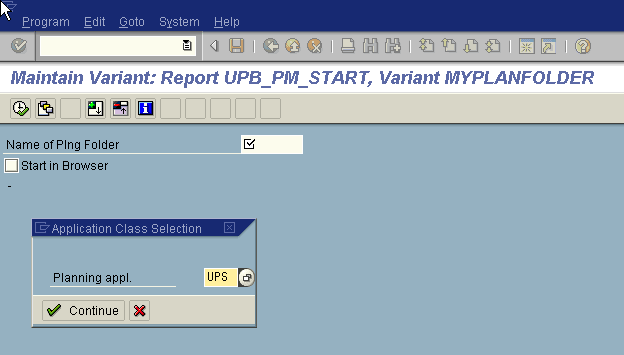 Program Edit Goto System Help
Maintain Variant: Report UPB_PM_START, Variant MYPLANFOLDER
Name of Plng Folder
Start in Browser
-
Application Class Selection
Planning appl. UPS
Continue